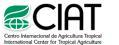 CIAT
Centro Internacional de Agricultura Tropical
International Center for Tropical Agriculture